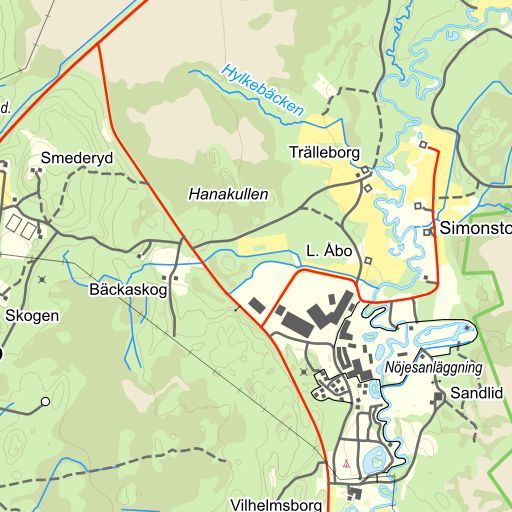 Hylkebäcken
d.
Smederyd
Trälleborg
Hanakullen
Simonsto
L. Åbo
Bäckaskog
Skogen
Nöjesanläggning
Sandlid
Vilhelmsborg